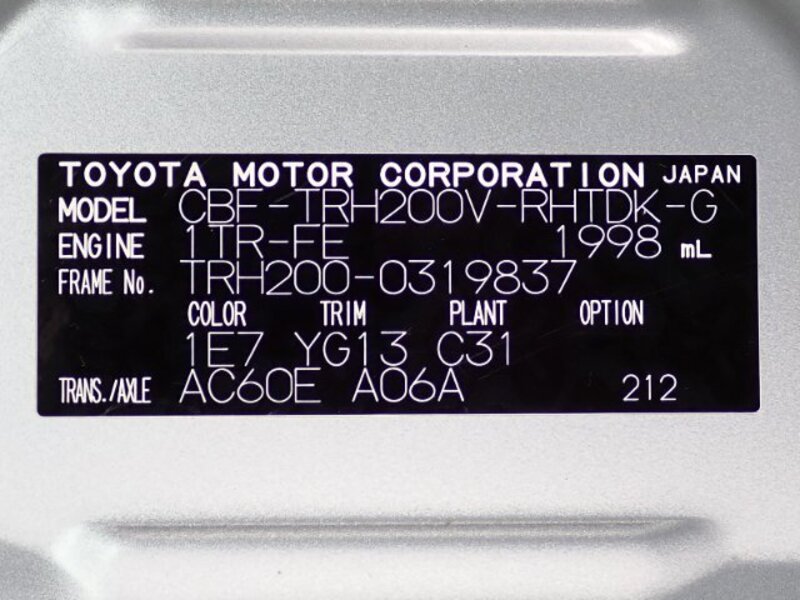 TOYOTA MOTOR CORPORATION JAPAN
MODEL CBF-TRH200V-RHTDK-G
ENGINE 1TR-FE 1998 mL
FRAME No. TRH200-0319837
COLOR TRIM PLANT OPTION
1E7 YG13 C31
TRANS./AXLE AC60E A06A 212